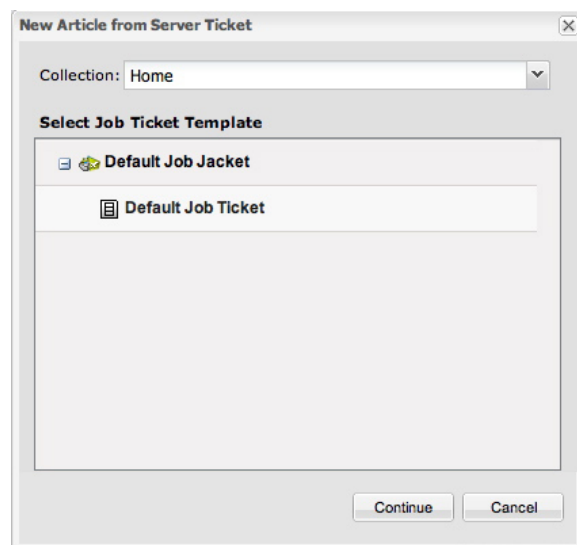 New Article from Server Ticket
Collection: Home
Select Job Ticket Template
Default Job Jacket
Default Job Ticket
Continue Cancel